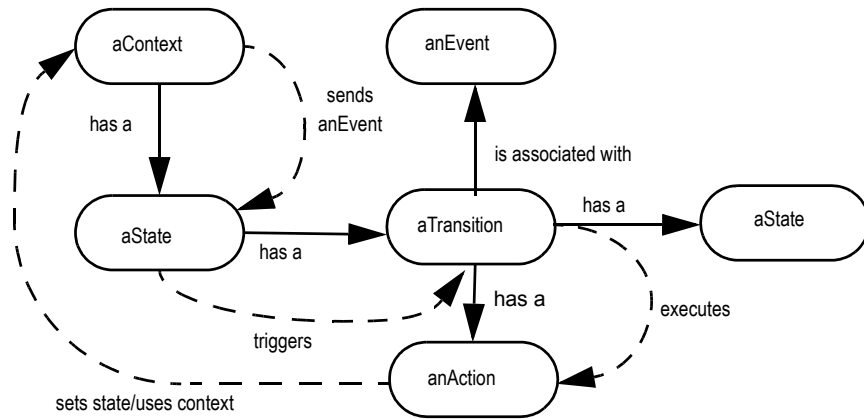 aContext
anEvent
sends
anEvent
has a
is associated with
aState
has a
aTransition
has a
aState
has a
triggers
executes
anAction
sets state/uses context